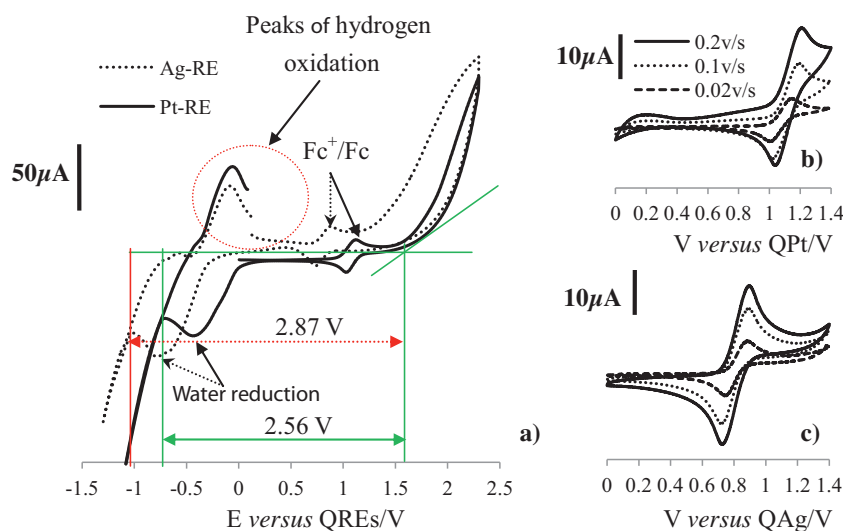 a)
Peaks of hydrogen
oxidation
Ag-RE
Pt-RE
Fc⁺/Fc
50µA
2.87 V
Water reduction
2.56 V
-1.5 -1 -0.5 0 0.5 1 1.5 2 2.5
E versus QREs/V
10µA
0.2v/s
0.1v/s
0.02v/s
b)
0 0.2 0.4 0.6 0.8 1 1.2 1.4
V versus QPt/V
10µA
c)
0 0.2 0.4 0.6 0.8 1 1.2 1.4
V versus QAg/V